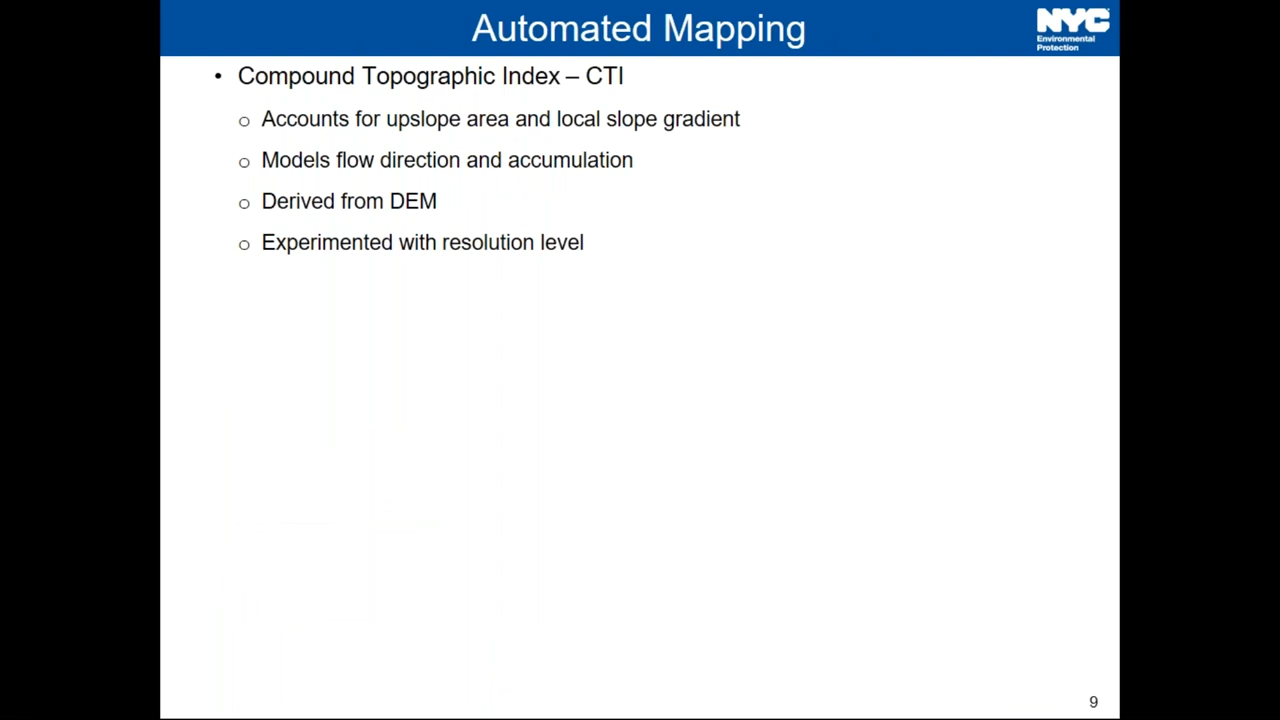 Automated Mapping
NYC
Environmental
Protection
• Compound Topographic Index – CTI
o Accounts for upslope area and local slope gradient
o Models flow direction and accumulation
o Derived from DEM
o Experimented with resolution level
9